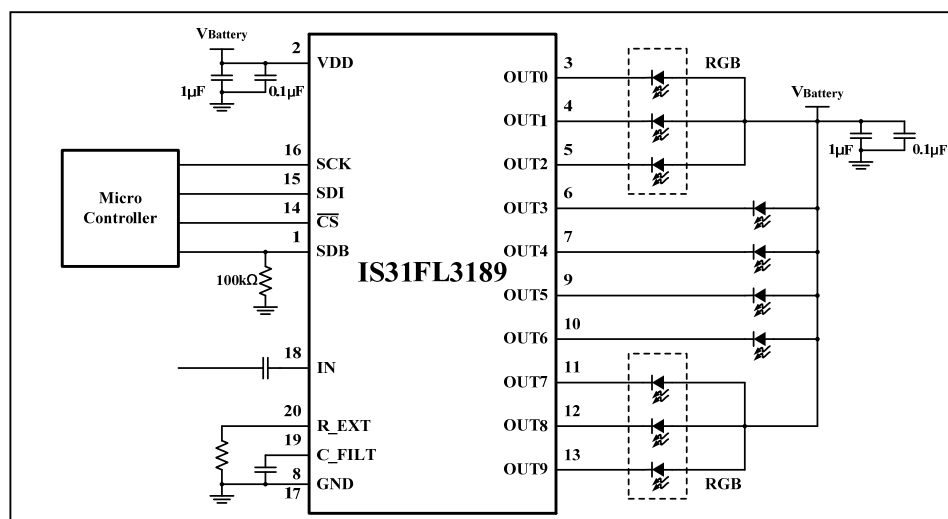 VBattery
2
VDD
1µF
0.1µF
Micro
Controller
16
SCK
15
SDI
14
CS
1
SDB
100kΩ
18
IN
20
R_EXT
19
C_FILT
8
GND
17
IS31FL3189
3
OUT0
RGB
4
OUT1
5
OUT2
6
OUT3
7
OUT4
9
OUT5
10
OUT6
11
OUT7
12
OUT8
13
OUT9
RGB
VBattery
1µF
0.1µF